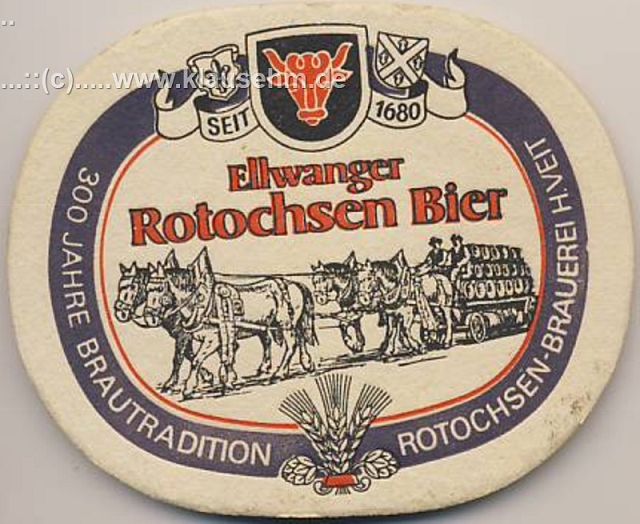 ...::(c).....www.klausehm.de
SEIT 1680
Ellwanger
Rotochsen Bier
300 JAHRE BRAUTRADITION
ROTOCHSEN-BRAUEREI H.VEIT